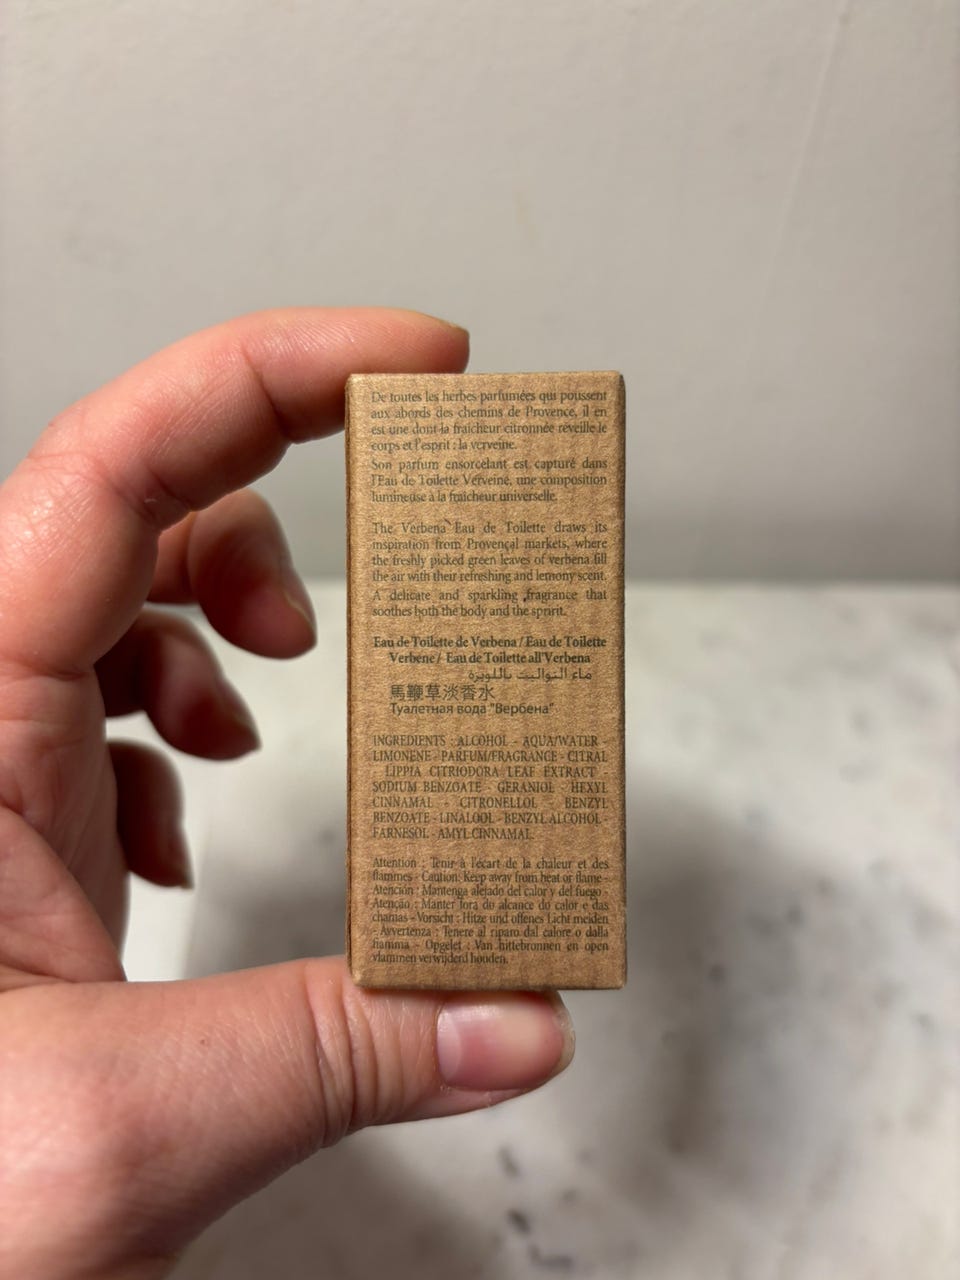 De toutes les herbes parfumées qui poussent
aux abords des chemins de Provence, il en
est une dont la fraîcheur citronnée réveille le
corps et l'esprit : la verveine.
Son parfum ensorcelant est capturé dans
l'Eau de Toilette Verveine, une composition
lumineuse à la fraîcheur universelle.
The Verbena Eau de Toilette draws its
inspiration from Provençal markets, where
the freshly picked green leaves of verbena fill
the air with their refreshing and lemony scent.
A delicate and sparkling fragrance that
soothes both the body and the spririt.
Eau de Toilette de Verbena / Eau de Toilette
Verbene / Eau de Toilette all'Verbena
ماء التواليت باللويزة
馬鞭草淡香水
Туалетная вода "Вербена"
INGREDIENTS : ALCOHOL - AQUA/WATER -
LIMONENE - PARFUM/FRAGRANCE - CITRAL
- LIPPIA CITRIODORA LEAF EXTRACT -
SODIUM BENZOATE - GERANIOL - HEXYL
CINNAMAL - CITRONELLOL - BENZYL
BENZOATE - LINALOOL - BENZYL ALCOHOL -
FARNESOL - AMYL CINNAMAL.
Attention : Tenir à l'écart de la chaleur et des
flammes - Caution: Keep away from heat or flame -
Atención : Mantenga alejado del calor y del fuego -
Atenção : Manter fora do alcance do calor e das
chamas - Vorsicht : Hitze und offenes Licht meiden
- Avvertenza : Tenere al riparo dal calore o dalla
fiamma - Opgelet : Van hittebronnen en open
vlammen verwijderd houden.